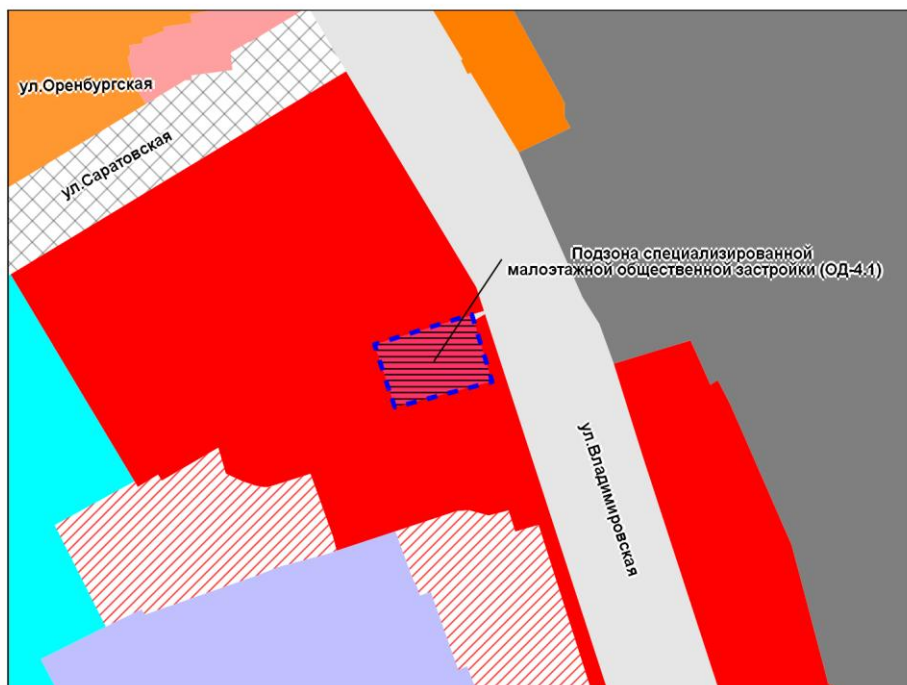 ул.Оренбургская
ул.Саратовская
Подзона специализированной
малоэтажной общественной застройки (ОД-4.1)
ул.Владимировская